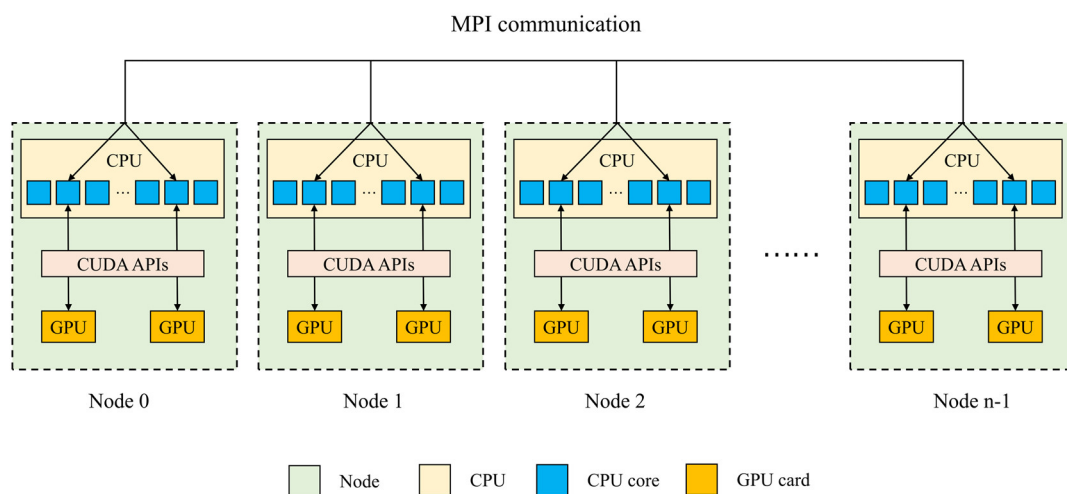 MPI communication
CPU
...
CUDA APIs
GPU GPU
Node 0
CPU
...
CUDA APIs
GPU GPU
Node 1
CPU
...
CUDA APIs
GPU GPU
Node 2
......
CPU
...
CUDA APIs
GPU GPU
Node n-1
Node
CPU
CPU core
GPU card